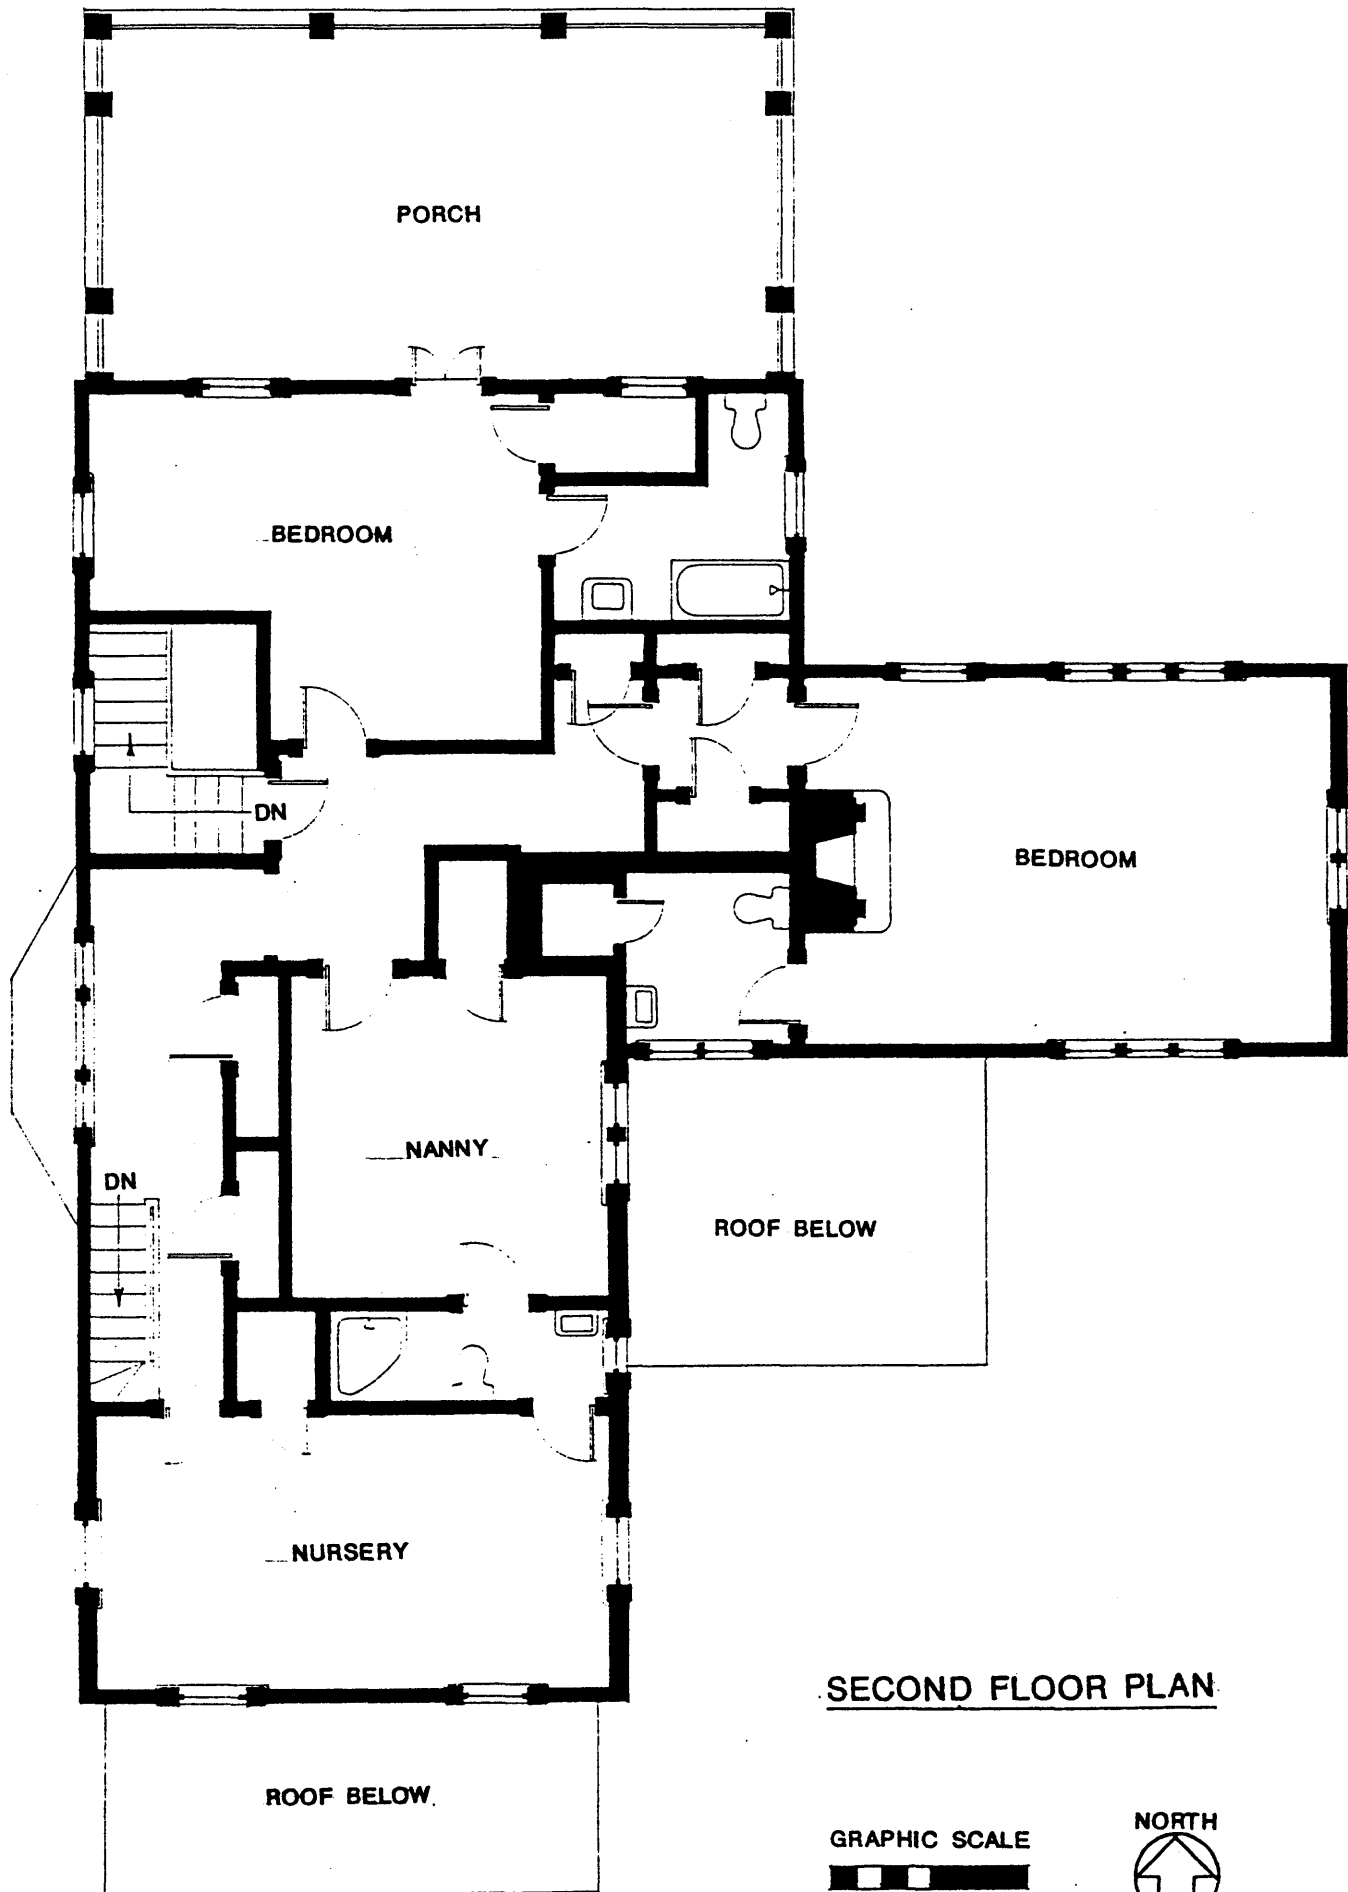 PORCH
BEDROOM
DN
BEDROOM
NANNY
DN
ROOF BELOW
NURSERY
SECOND FLOOR PLAN
ROOF BELOW
GRAPHIC SCALE
NORTH